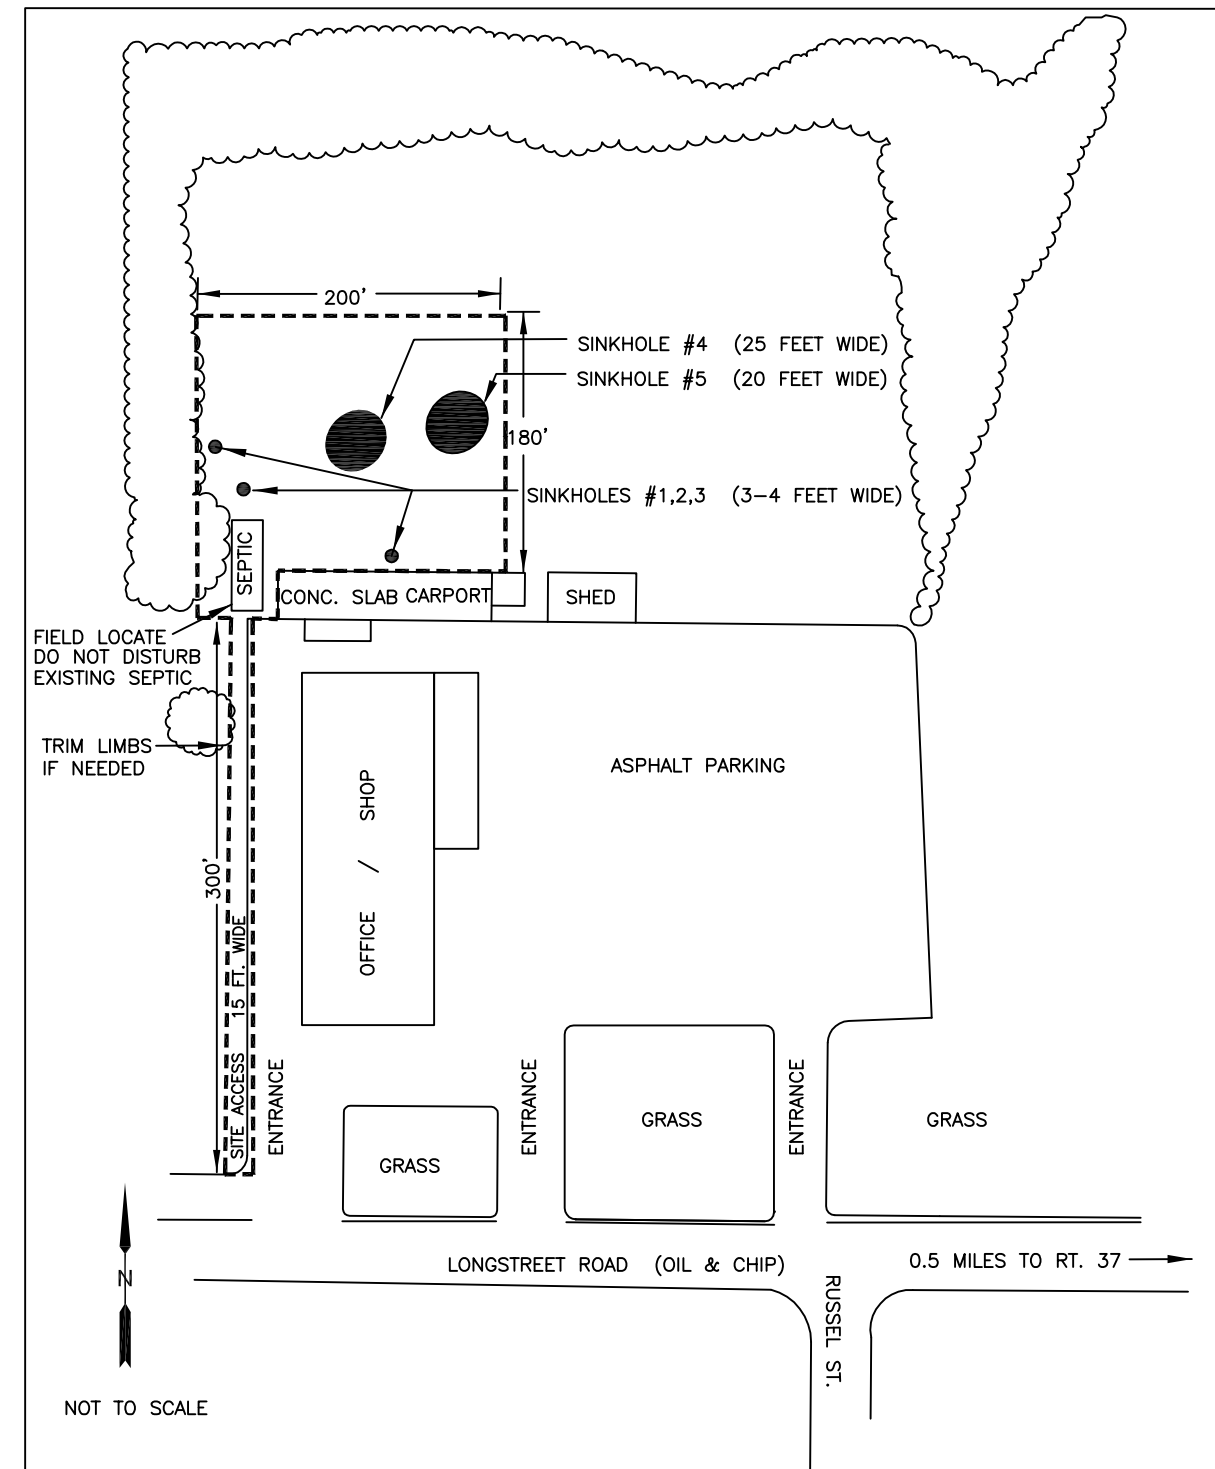 200'
SINKHOLE #4 (25 FEET WIDE)
SINKHOLE #5 (20 FEET WIDE)
180'
SINKHOLES #1,2,3 (3-4 FEET WIDE)
SEPTIC
CONC. SLAB CARPORT
SHED
FIELD LOCATE
DO NOT DISTURB
EXISTING SEPTIC
TRIM LIMBS
IF NEEDED
ASPHALT PARKING
OFFICE / SHOP
300'
SITE ACCESS 15 FT. WIDE
ENTRANCE
ENTRANCE
ENTRANCE
GRASS
GRASS
GRASS
LONGSTREET ROAD (OIL & CHIP)
0.5 MILES TO RT. 37
RUSSEL ST.
N
NOT TO SCALE